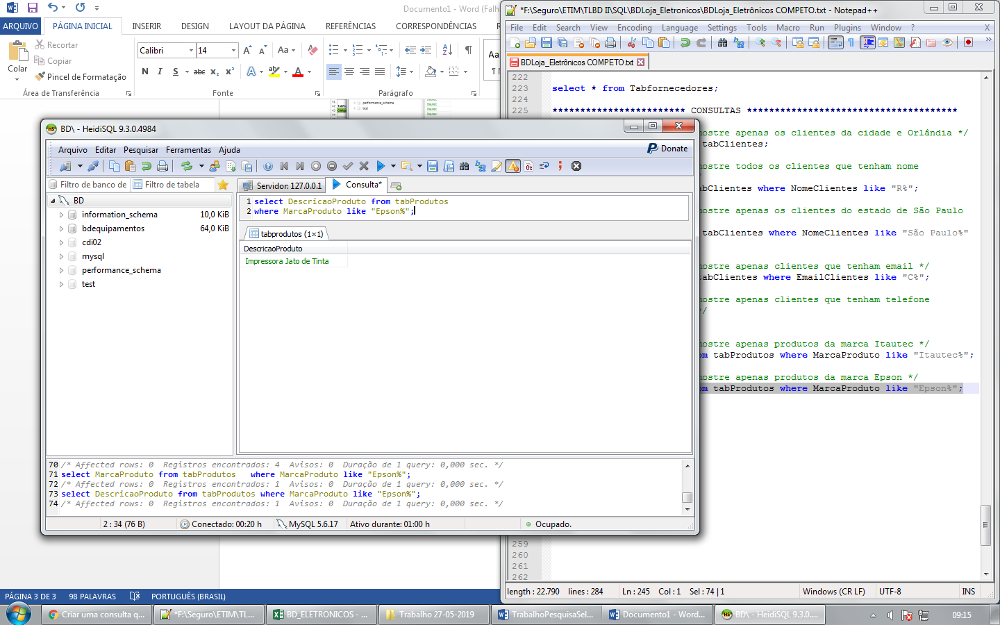 Documento1 - Word (Falh
ARQUIVO
PÁGINA INICIAL
INSERIR
DESIGN
LAYOUT DA PÁGINA
REFERÊNCIAS
CORRESPONDÊNCIAS
Colar
Recortar
Copiar
Pincel de Formatação
Área de Transferência
Calibri
14
Fonte
Parágrafo
performance_schema
test
BD\ - HeidiSQL 9.3.0.4984
Arquivo Editar Pesquisar Ferramentas Ajuda
Donate
Filtro de banco de
Filtro de tabela
Servidor: 127.0.0.1
Consulta*
BD
information_schema 10,0 KiB
bdequipamentos 64,0 KiB
cdi02
mysql
performance_schema
test
1 select DescricaoProduto from tabProdutos
2 where MarcaProduto like "Epson%";
tabprodutos (1×1)
DescricaoProduto
Impressora Jato de Tinta
70 /* Affected rows: 0 Registros encontrados: 4 Avisos: 0 Duração de 1 query: 0,000 sec. */
71 select MarcaProduto from tabProdutos where MarcaProduto like "Epson%";
72 /* Affected rows: 0 Registros encontrados: 1 Avisos: 0 Duração de 1 query: 0,000 sec. */
73 select DescricaoProduto from tabProdutos where MarcaProduto like "Epson%";
74 /* Affected rows: 0 Registros encontrados: 1 Avisos: 0 Duração de 1 query: 0,000 sec. */
2 : 34 (76 B)
Conectado: 00:20 h
MySQL 5.6.17
Ativo durante: 01:00 h
Ocupado.
*F:\Seguro\ETIM\TLBD II\SQL\BDLoja_Eletronicos\BDLoja_Eletrônicos COMPETO.txt - Notepad++
File Edit Search View Encoding Language Settings Tools Macro Run Plugins Window ? X
BDLoja_Eletrônicos COMPETO.txt
222
223 select * from Tabfornecedores;
224
225 ************************ CONSULTAS **************************************
mostre apenas os clientes da cidade e Orlândia */
tabClientes;
mostre todos os clientes que tenham nome
abClientes where NomeClientes like "R%";
mostre apenas os clientes do estado de São Paulo
tabClientes where NomeClientes like "São Paulo%"
mostre apenas clientes que tenham email */
tabClientes where EmailClientes like "C%";
mostre apenas clientes que tenham telefone
*/
mostre apenas produtos da marca Itautec */
om tabProdutos where MarcaProduto like "Itautec%";
mostre apenas produtos da marca Epson */
om tabProdutos where MarcaProduto like "Epson%";
259
260
261
262
length : 22.790 lines : 284
Ln : 245 Col : 1 Sel : 74 | 1
Windows (CR LF)
UTF-8
INS
PÁGINA 3 DE 3
98 PALAVRAS
PORTUGUÊS (BRASIL)
Criar uma consulta q...
*F:\Seguro\ETIM\TL...
BD_ELETRONICOS - ...
Trabalho 27-05-2019
TrabalhoPesquisaSel...
Documento1 - Word...
BD\ - HeidiSQL 9.3.0....
09:15